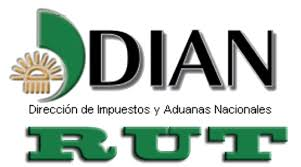 DIAN
Dirección de Impuestos y Aduanas Nacionales
RUT